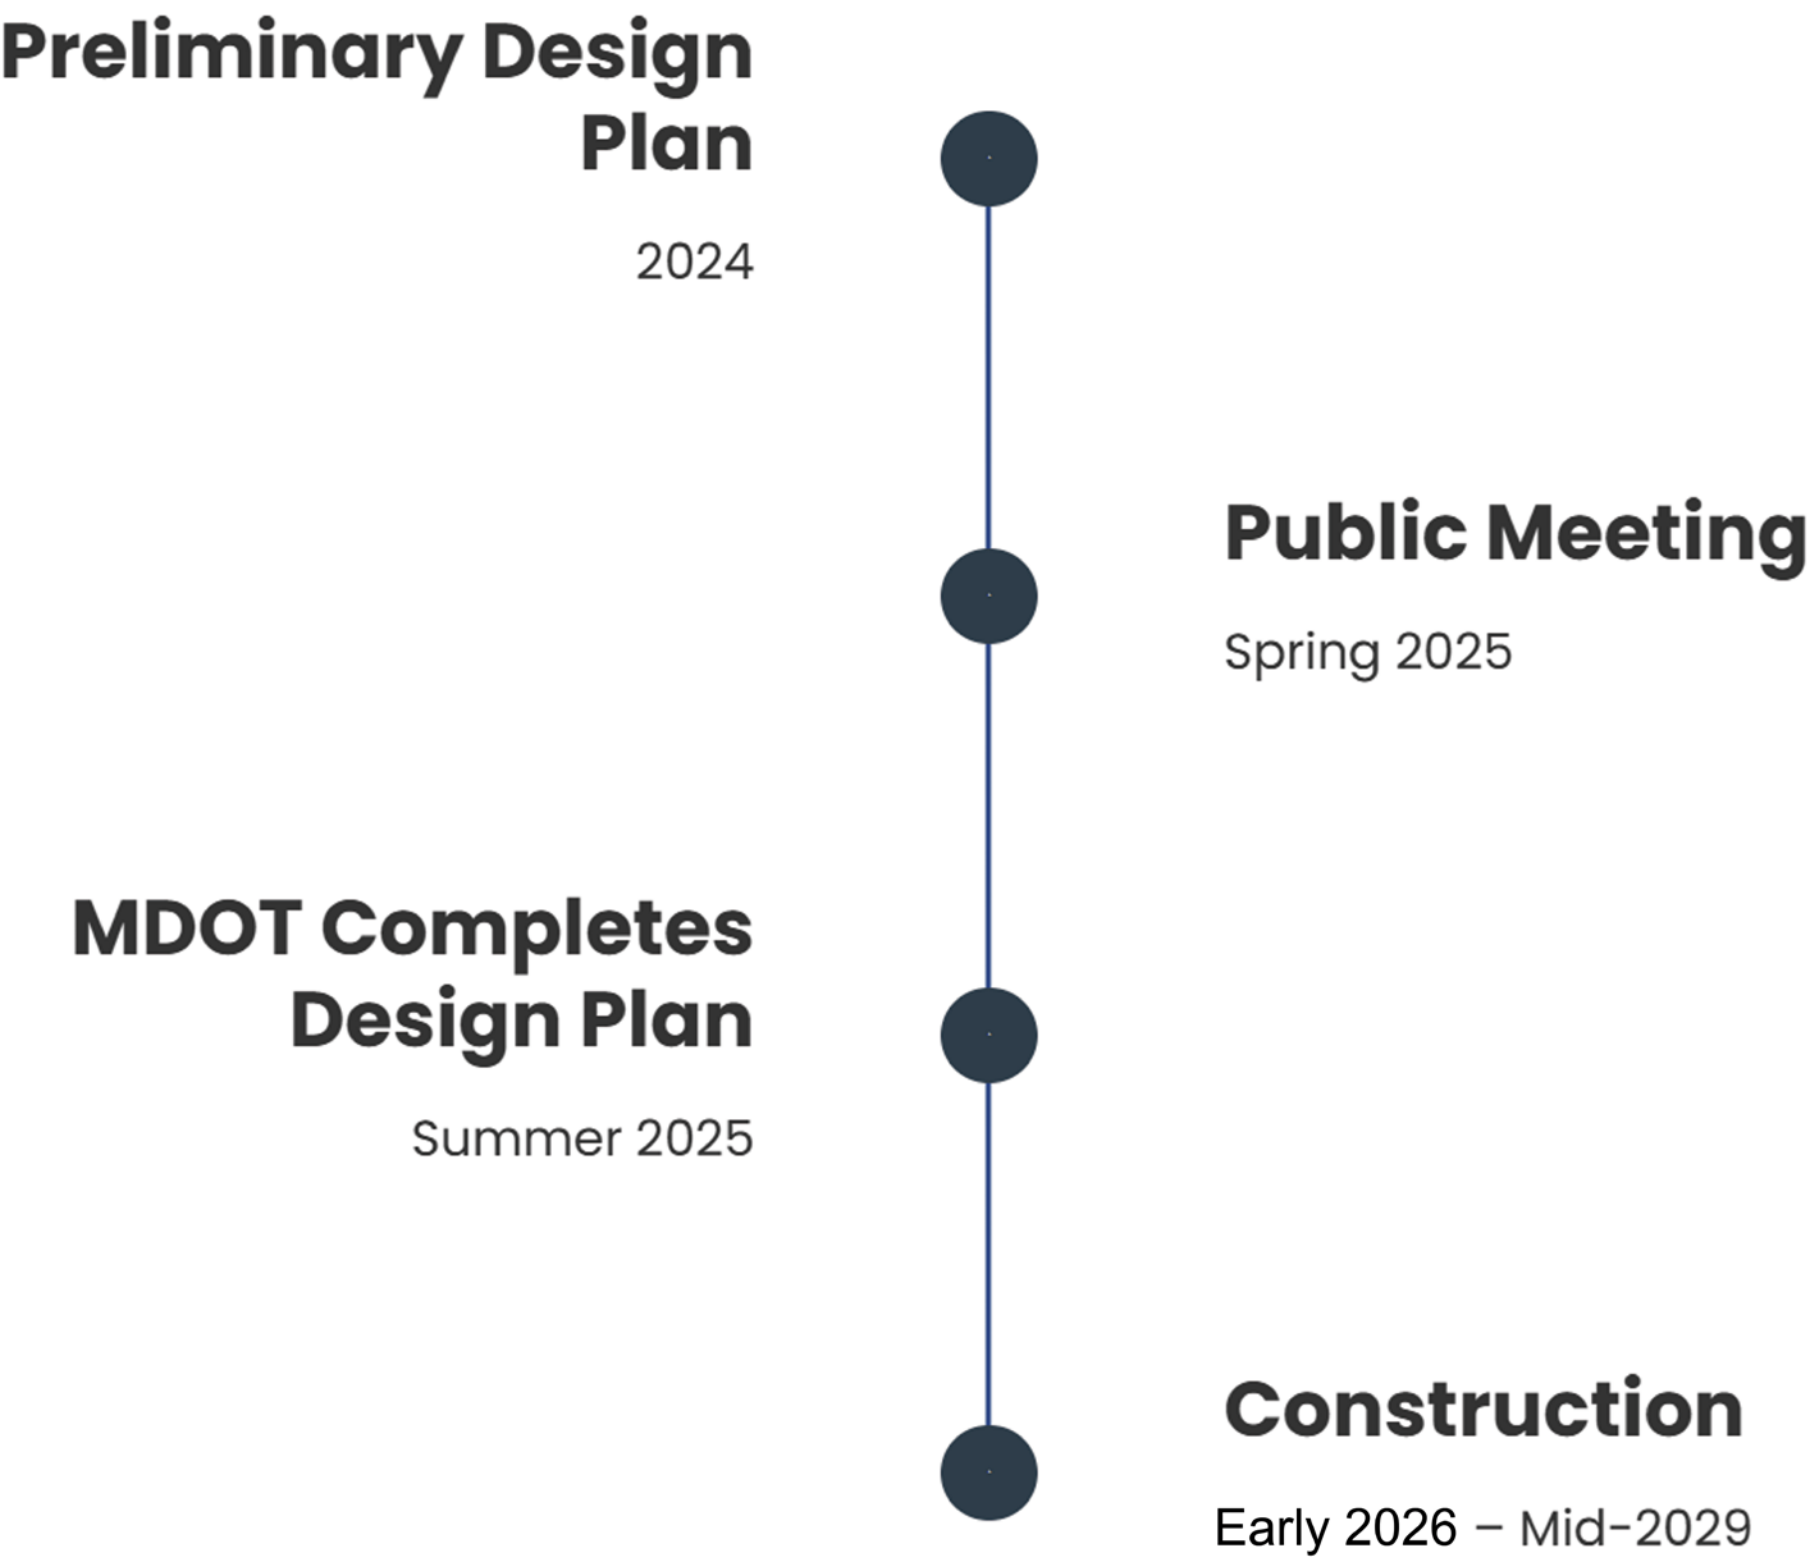 Preliminary Design
Plan
2024
Public Meeting
Spring 2025
MDOT Completes
Design Plan
Summer 2025
Construction
Early 2026 – Mid-2029